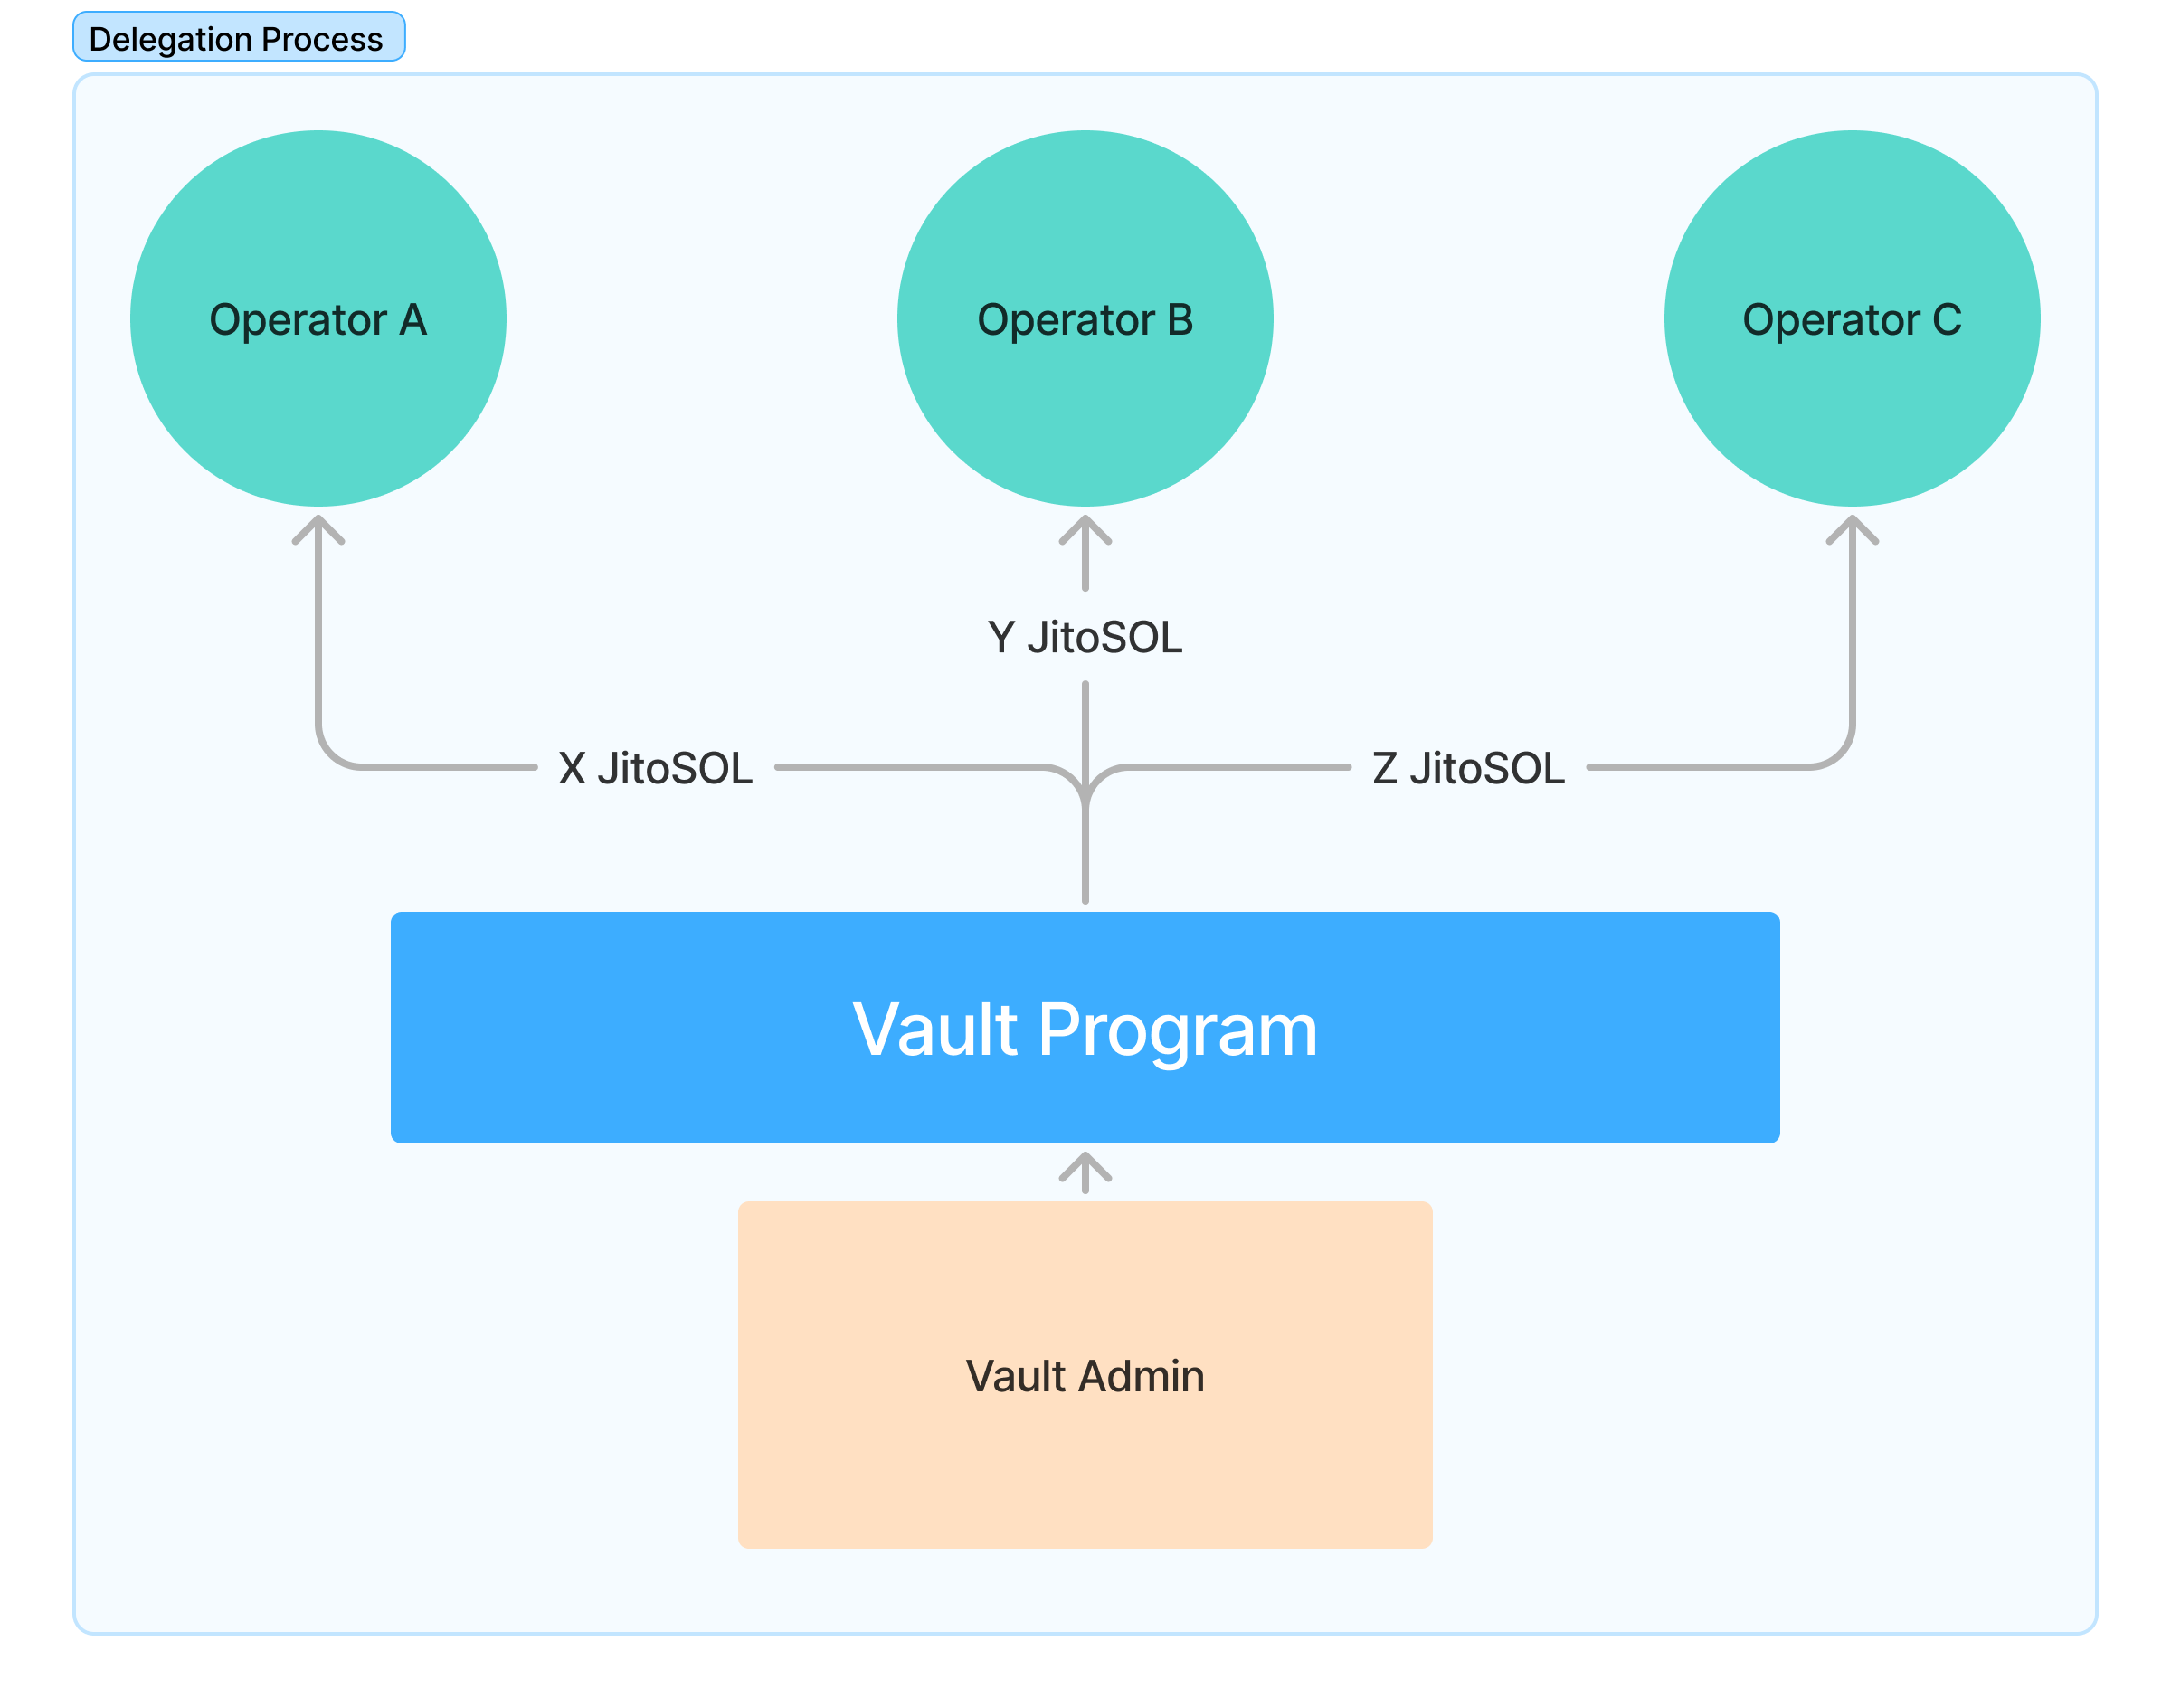 Delegation Process
Operator A
Operator B
Operator C
Y JitoSOL
X JitoSOL
Z JitoSOL
Vault Program
Vault Admin